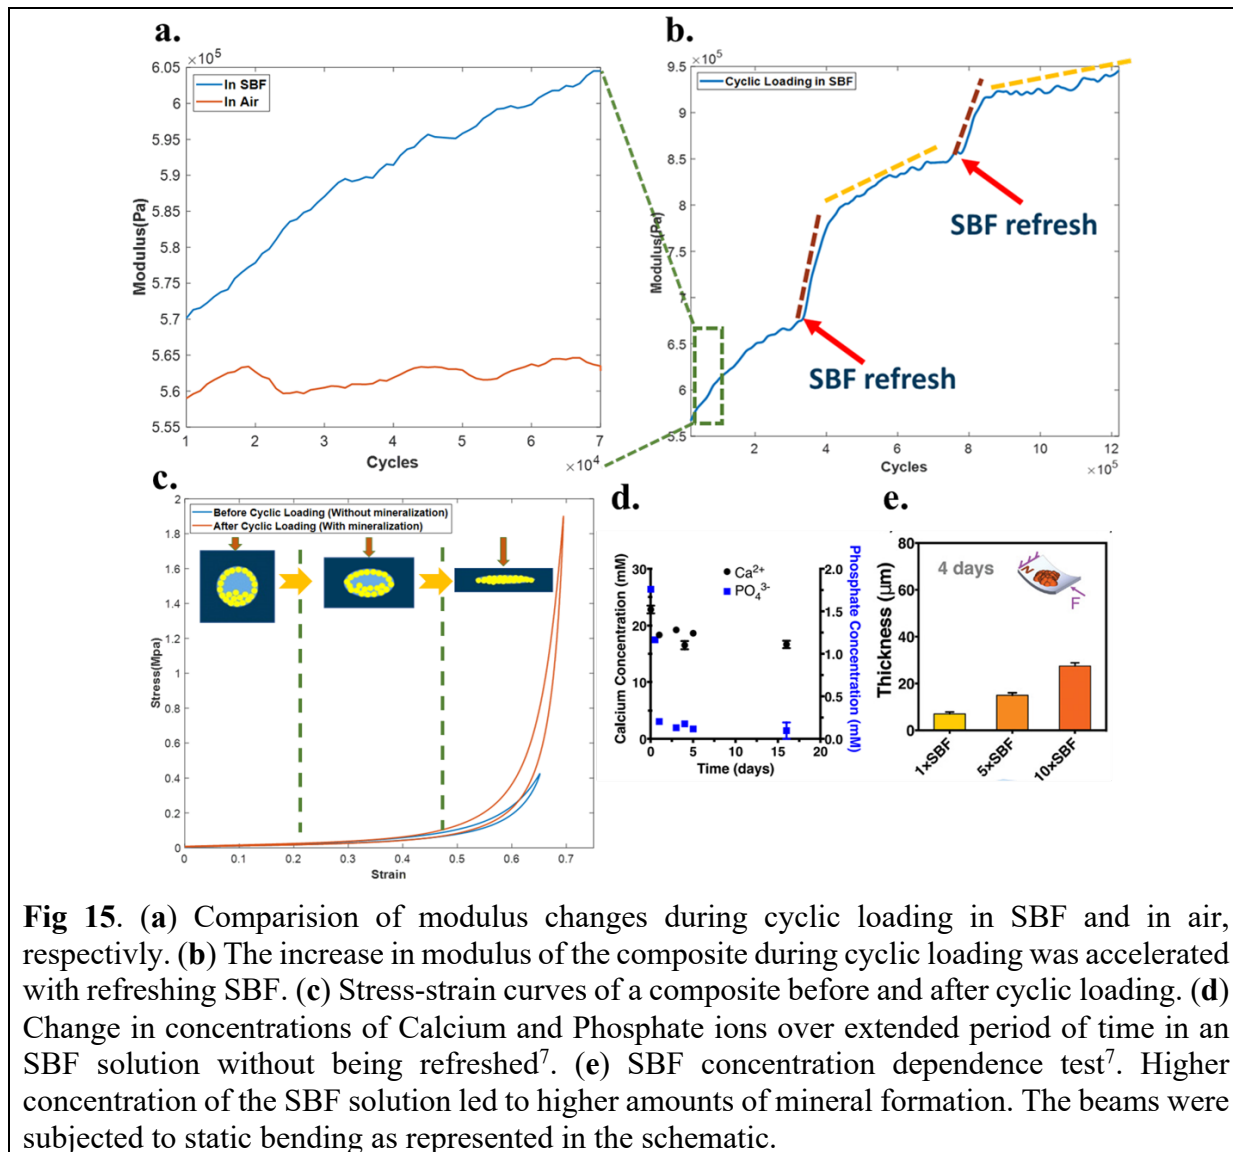 a.
×10⁵
6.05
6
5.95
5.9
5.85
5.8
5.75
5.7
5.65
5.6
5.55
Modulus(Pa)
In SBF
In Air
1 2 3 4 5 6 7
Cycles
×10⁴
b.
×10⁵
9.5
9
8.5
8
7.5
7
6.5
6
5.5
Modulus(Pa)
Cyclic Loading in SBF
SBF refresh
SBF refresh
2 4 6 8 10 12
Cycles
×10⁵
c.
2
1.8
1.6
1.4
1.2
1
0.8
0.6
0.4
0.2
0
Stress(Mpa)
Before Cyclic Loading (Without mineralization)
After Cyclic Loading (With mineralization)
0 0.1 0.2 0.3 0.4 0.5 0.6 0.7
Strain
d.
Calcium Concentration (mM)
30
20
10
0
Ca²⁺
PO₄³⁻
2.0
1.5
1.0
0.5
0.0
Phosphate Concentration (mM)
0 5 10 15 20
Time (days)
e.
Thickness (μm)
80
60
40
20
0
4 days
F
1×SBF
5×SBF
10×SBF
Fig 15. (a) Comparision of modulus changes during cyclic loading in SBF and in air,
respectivly. (b) The increase in modulus of the composite during cyclic loading was accelerated
with refreshing SBF. (c) Stress-strain curves of a composite before and after cyclic loading. (d)
Change in concentrations of Calcium and Phosphate ions over extended period of time in an
SBF solution without being refreshed⁷. (e) SBF concentration dependence test⁷. Higher
concentration of the SBF solution led to higher amounts of mineral formation. The beams were
subjected to static bending as represented in the schematic.